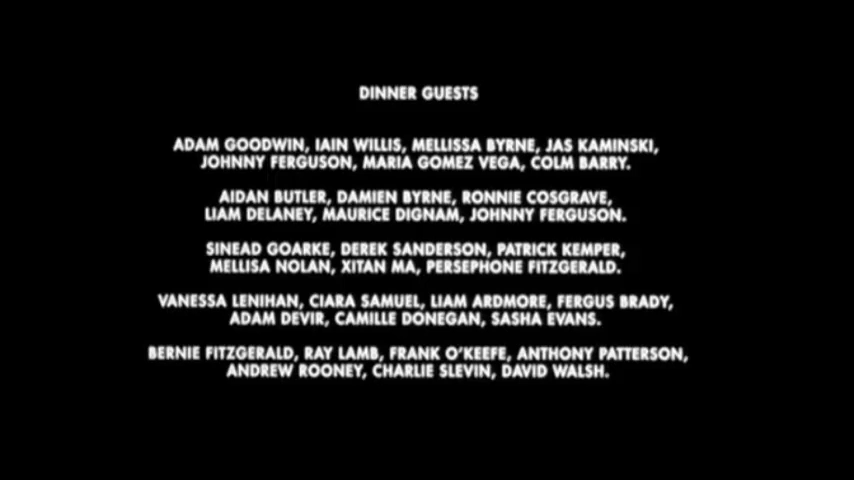 DINNER GUESTS
ADAM GOODWIN, IAIN WILLIS, MELLISSA BYRNE, JAS KAMINSKI,
JOHNNY FERGUSON, MARIA GOMEZ VEGA, COLM BARRY.
AIDAN BUTLER, DAMIEN BYRNE, RONNIE COSGRAVE,
LIAM DELANEY, MAURICE DIGNAM, JOHNNY FERGUSON.
SINEAD GOARKE, DEREK SANDERSON, PATRICK KEMPER,
MELLISA NOLAN, XITAN MA, PERSEPHONE FITZGERALD.
VANESSA LENIHAN, CIARA SAMUEL, LIAM ARDMORE, FERGUS BRADY,
ADAM DEVIR, CAMILLE DONEGAN, SASHA EVANS.
BERNIE FITZGERALD, RAY LAMB, FRANK O'KEEFE, ANTHONY PATTERSON,
ANDREW ROONEY, CHARLIE SLEVIN, DAVID WALSH.